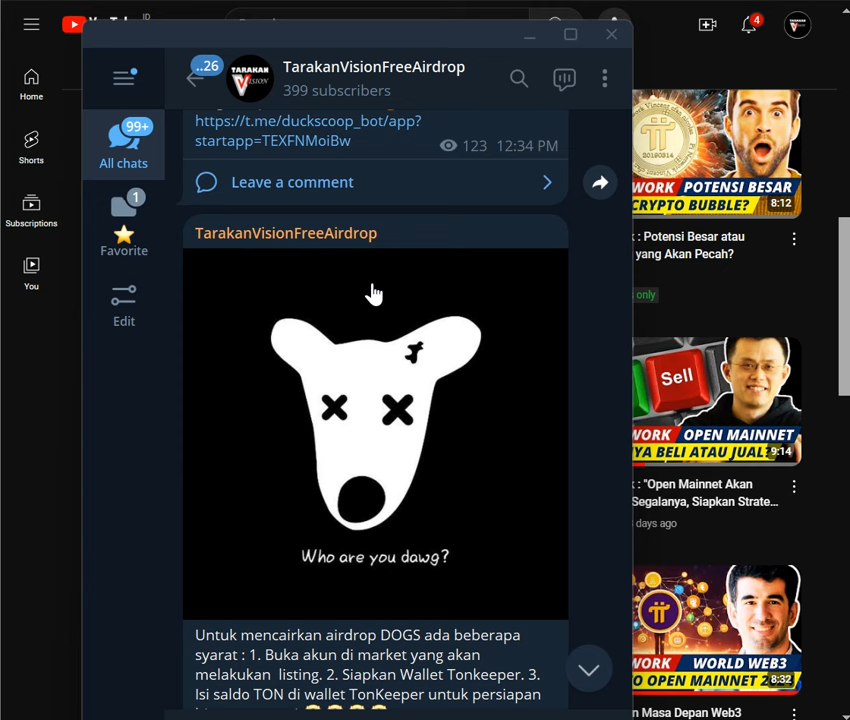 4
Home
Shorts
Subscriptions
You
..26
TARAKAN
VISION
TarakanVisionFreeAirdrop
399 subscribers
99+
All chats
1
Favorite
Edit
https://t.me/duckscoop_bot/app?
startapp=TEXFNMoiBw
123 12:34 PM
Leave a comment
TarakanVisionFreeAirdrop
Who are you dawg?
Untuk mencairkan airdrop DOGS ada beberapa
syarat : 1. Buka akun di market yang akan
melakukan listing. 2. Siapkan Wallet Tonkeeper. 3.
Isi saldo TON di wallet TonKeeper untuk persiapan
WORK POTENSI BESAR
CRYPTO BUBBLE?
8:12
: Potensi Besar atau
yang Akan Pecah?
only
Sell
WORK OPEN MAINNET
YA BELI ATAU JUAL?
9:14
: "Open Mainnet Akan
Segalanya, Siapkan Strate...
days ago
WORK WORLD WEB3
O OPEN MAINNET 2
8:32
n Masa Depan Web3